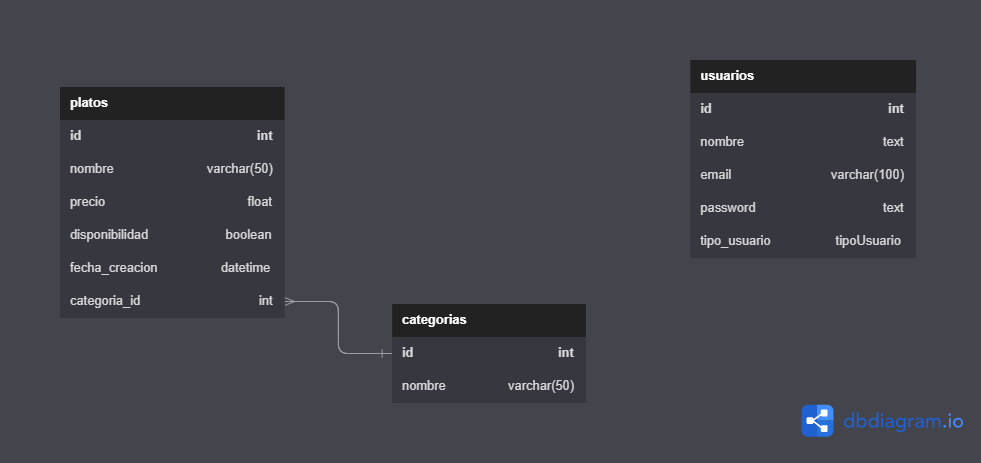 platos
id int
nombre varchar(50)
precio float
disponibilidad boolean
fecha_creacion datetime
categoria_id int
categorias
id int
nombre varchar(50)
usuarios
id int
nombre text
email varchar(100)
password text
tipo_usuario tipoUsuario
dbdiagram.io